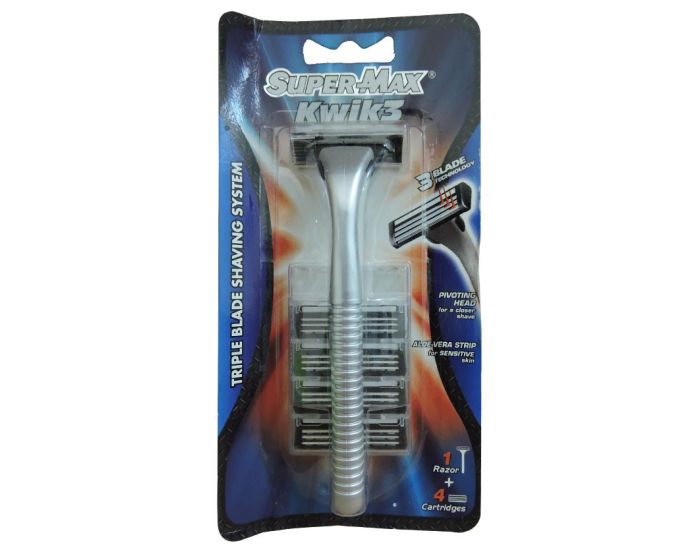 SUPER-MAX®
Kwik3
3 BLADE
TECHNOLOGY
TRIPLE BLADE SHAVING SYSTEM
PIVOTING
HEAD
for a closer
shave
ALOE VERA STRIP
for SENSITIVE
skin
1
Razor
+
4
Cartridges